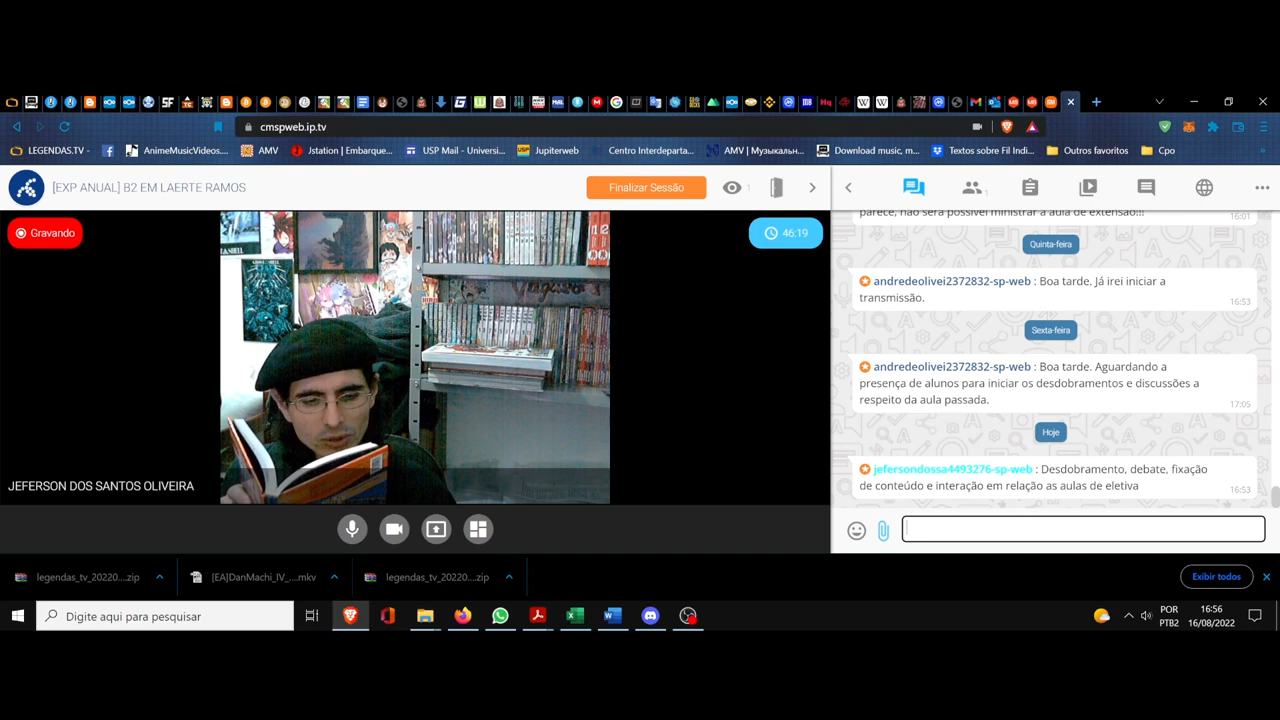 cmspweb.ip.tv
LEGENDAS.TV -
AnimeMusicVideos...
AMV
Jstation | Embarque...
USP Mail - Universi...
Jupiterweb
Centro Interdeparta...
AMV | Музыкальн...
Download music, m...
Textos sobre Fil Indi...
Outros favoritos
Cpo
[EXP ANUAL] B2 EM LAERTE RAMOS
Finalizar Sessão
1
1
Gravando
46:19
JEFERSON DOS SANTOS OLIVEIRA
parece, não será possível ministrar a aula de extensão!!!
16:01
Quinta-feira
andredeolivei2372832-sp-web : Boa tarde. Já irei iniciar a
transmissão.
16:53
Sexta-feira
andredeolivei2372832-sp-web : Boa tarde. Aguardando a
presença de alunos para iniciar os desdobramentos e discussões a
respeito da aula passada.
17:05
Hoje
jefersondossa4493276-sp-web : Desdobramento, debate, fixação
de conteúdo e interação em relação as aulas de eletiva
16:53
legendas_tv_20220....zip
[EA]DanMachi_IV_....mkv
legendas_tv_20220....zip
Exibir todos
Digite aqui para pesquisar
POR
PTB2
16:56
16/08/2022